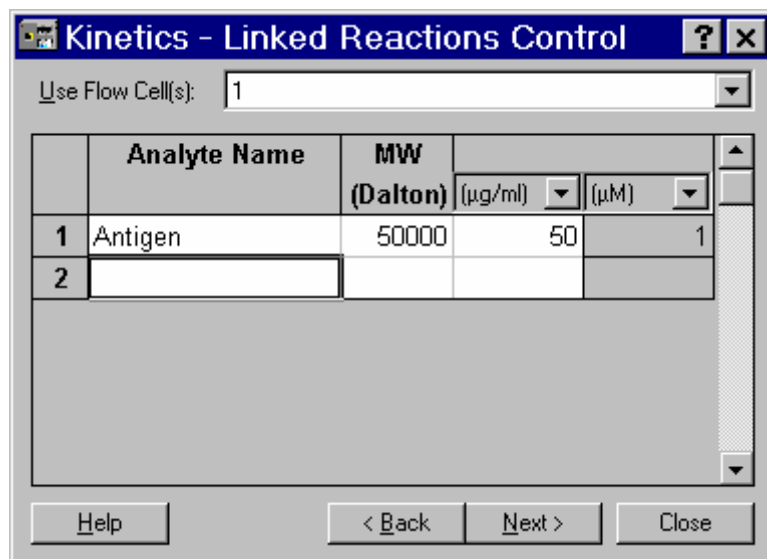 Kinetics - Linked Reactions Control ? ×
Use Flow Cell(s): 1
Analyte Name MW
(Dalton) (µg/ml) (µM)
1 Antigen 50000 50 1
2
Help < Back Next > Close